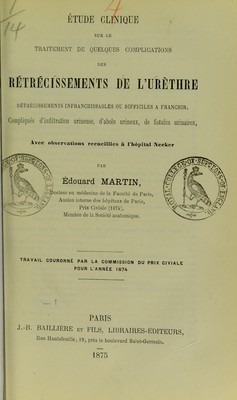 4
1/14
ÉTUDE CLINIQUE
SUR LE
TRAITEMENT DE QUELQUES COMPLICATIONS
DES
RÉTRÉCISSEMENTS DE L'URÈTHRE
RÉTRÉCISSEMENTS INFRANCHISSABLES OU DIFFICILES A FRANCHIR,
Compliqués d'infiltration urineuse, d'abcès urineux, de fistules urinaires,
Avec observations recueillies à l'hôpital Necker
PAR
Édouard MARTIN,
Docteur en médecine de la Faculté de Paris,
Ancien interne des hôpitaux de Paris,
Prix Civiale (1874),
Membre de la Société anatomique.
TRAVAIL COURONNÉ PAR LA COMMISSION DU PRIX CIVIALE
POUR L'ANNÉE 1874
PARIS
J.-B. BAILLIÈRE ET FILS, LIBRAIRES-EDITEURS,
Rue Hautefeuille, 19, près le boulevard Saint-Germain.
1875